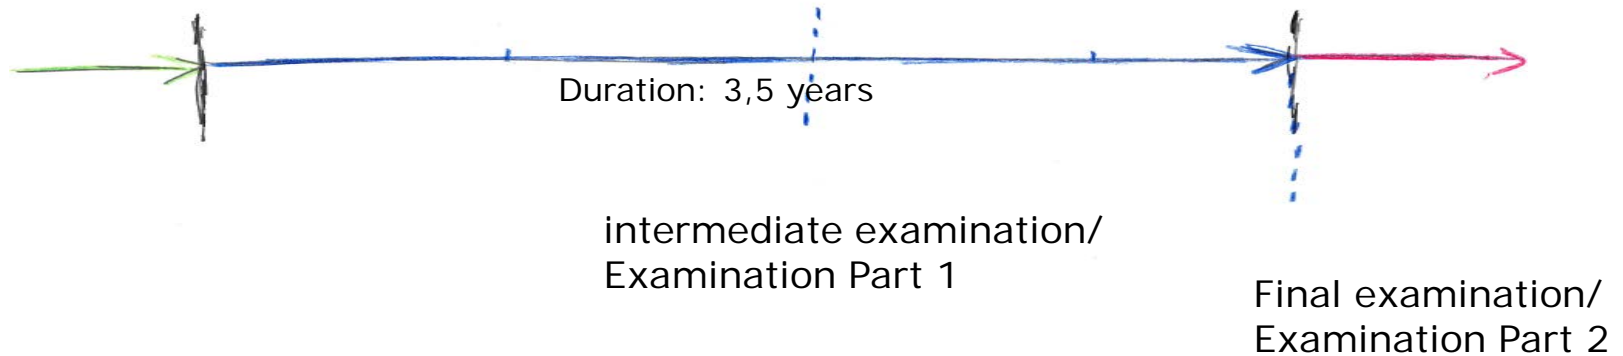 Duration: 3,5 years
intermediate examination/
Examination Part 1
Final examination/
Examination Part 2